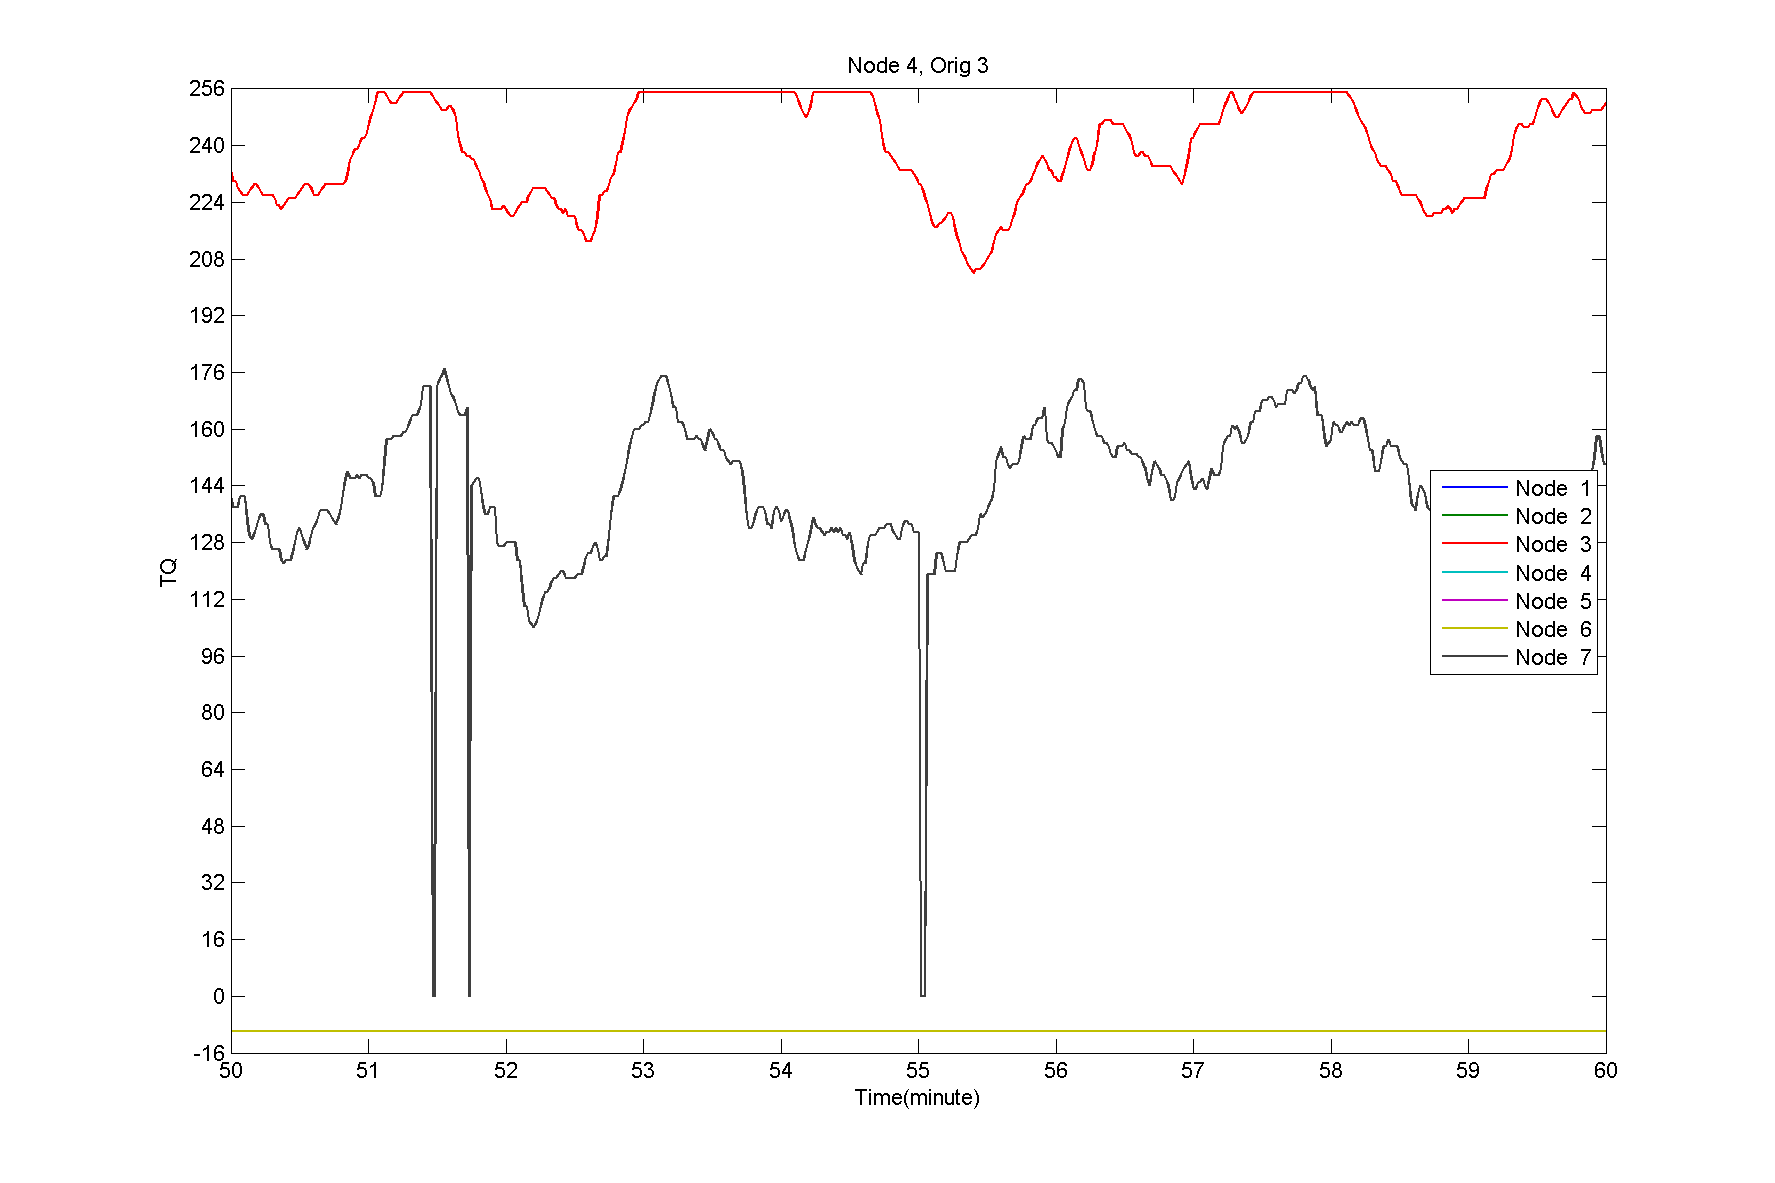 Node 4, Orig 3
256
240
224
208
192
176
160
144
128
112
96
80
64
48
32
16
0
-16
TQ
Node 1
Node 2
Node 3
Node 4
Node 5
Node 6
Node 7
50 51 52 53 54 55 56 57 58 59 60
Time(minute)